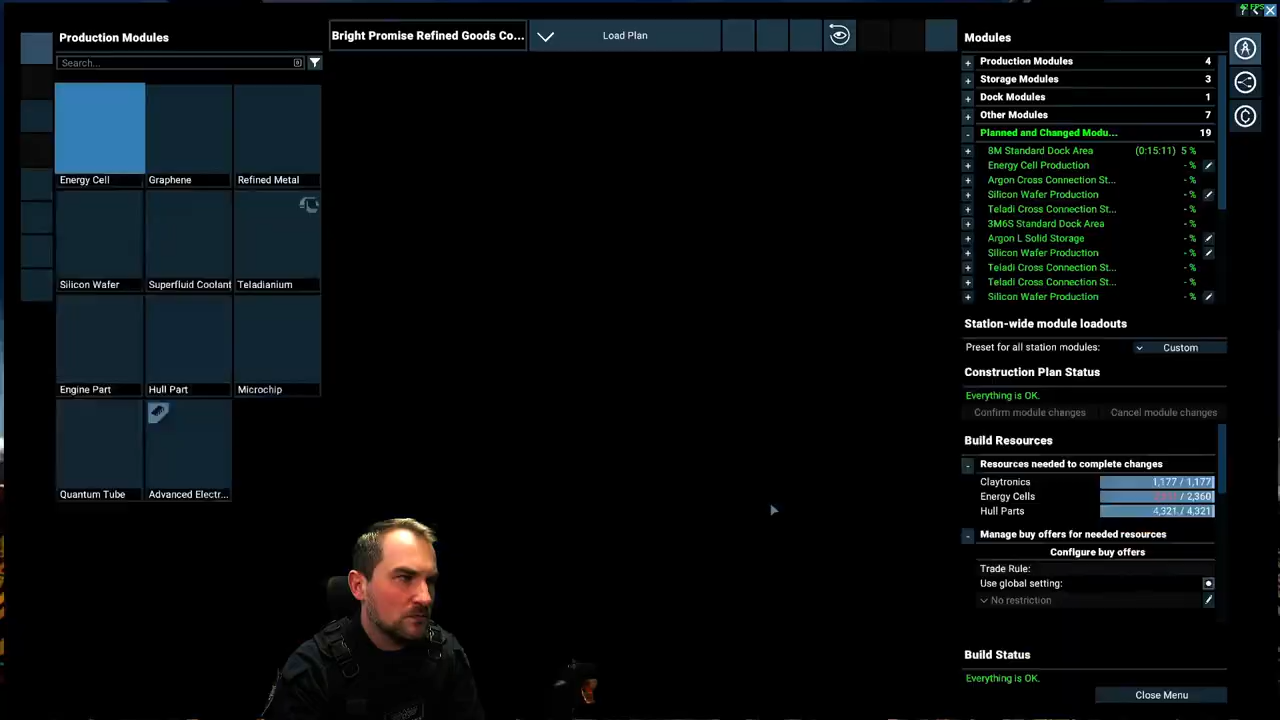 Production Modules
Search...
Energy Cell
Graphene
Refined Metal
Silicon Wafer
Superfluid Coolant
Teladianium
Engine Part
Hull Part
Microchip
Quantum Tube
Advanced Electr...
Bright Promise Refined Goods Co...
Load Plan
Modules
Production Modules 4
Storage Modules 3
Dock Modules 1
Other Modules 7
Planned and Changed Modu... 19
8M Standard Dock Area (0:15:11) 5 %
Energy Cell Production - %
Argon Cross Connection St... - %
Silicon Wafer Production - %
Teladi Cross Connection St... - %
3M6S Standard Dock Area - %
Argon L Solid Storage - %
Silicon Wafer Production - %
Teladi Cross Connection St... - %
Teladi Cross Connection St... - %
Silicon Wafer Production - %
Station-wide module loadouts
Preset for all station modules: Custom
Construction Plan Status
Everything is OK.
Confirm module changes Cancel module changes
Build Resources
Resources needed to complete changes
Claytronics 1,177 / 1,177
Energy Cells / 2,360
Hull Parts 4,321 / 4,321
Manage buy offers for needed resources
Configure buy offers
Trade Rule:
Use global setting:
No restriction
Build Status
Everything is OK.
Close Menu